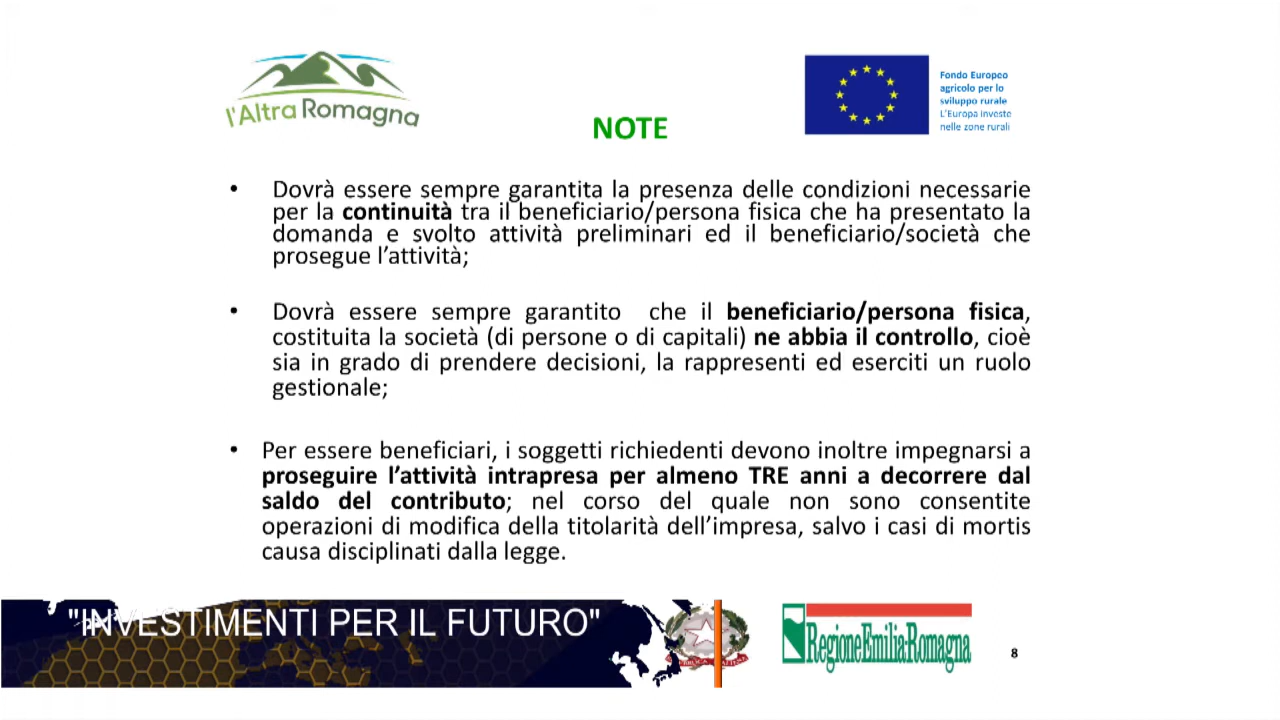 l'Altra Romagna
Fondo Europeo
agricolo per lo
sviluppo rurale
L'Europa investe
nelle zone rurali
NOTE
• Dovrà essere sempre garantita la presenza delle condizioni necessarie
per la continuità tra il beneficiario/persona fisica che ha presentato la
domanda e svolto attività preliminari ed il beneficiario/società che
prosegue l'attività;
• Dovrà essere sempre garantito che il beneficiario/persona fisica,
costituita la società (di persone o di capitali) ne abbia il controllo, cioè
sia in grado di prendere decisioni, la rappresenti ed eserciti un ruolo
gestionale;
• Per essere beneficiari, i soggetti richiedenti devono inoltre impegnarsi a
proseguire l'attività intrapresa per almeno TRE anni a decorrere dal
saldo del contributo; nel corso del quale non sono consentite
operazioni di modifica della titolarità dell'impresa, salvo i casi di mortis
causa disciplinati dalla legge.
"INVESTIMENTI PER IL FUTURO"
RegioneEmilia-Romagna
8